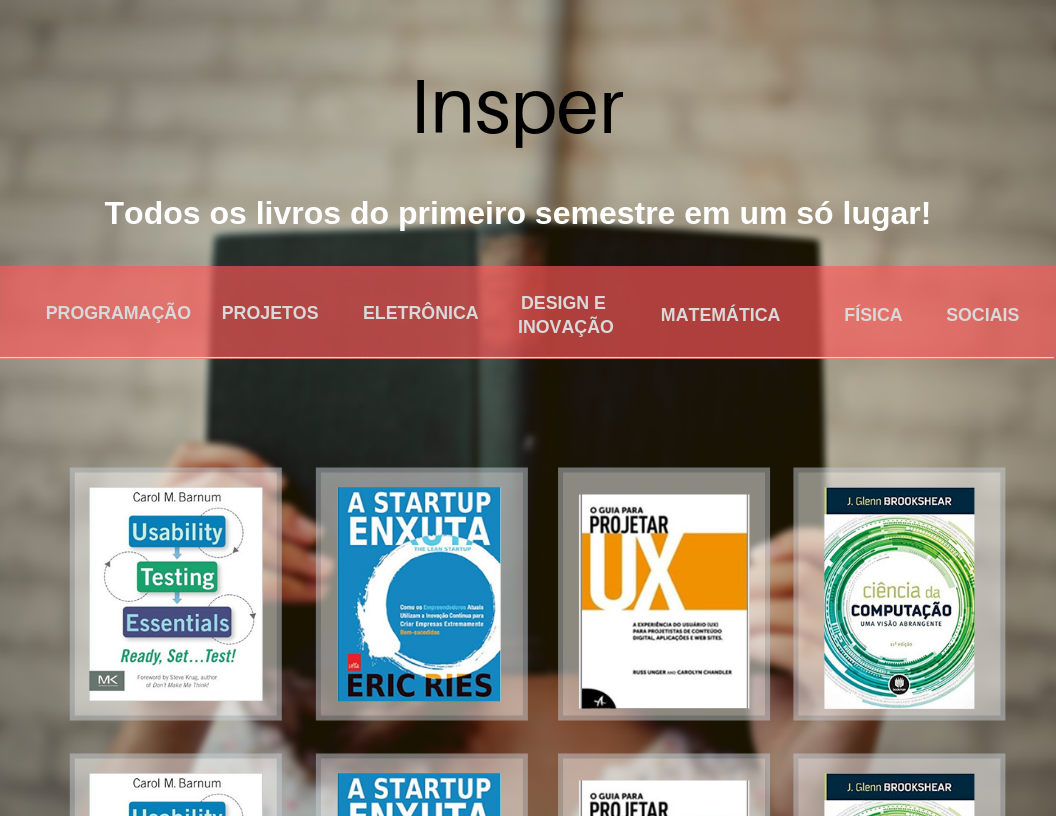 Insper
Todos os livros do primeiro semestre em um só lugar!
PROGRAMAÇÃO
PROJETOS
ELETRÔNICA
DESIGN E
INOVAÇÃO
MATEMÁTICA
FÍSICA
SOCIAIS
Carol M. Barnum
Usability
Testing
Essentials
Ready, Set...Test!
MK
Foreword by Steve Krug, author
of Don't Make Me Think!
A STARTUP
ENXUTA
THE LEAN STARTUP
Como os Empreendedores Atuais
Utilizam a Inovação Contínua para
Criar Empresas Extremamente
Bem-sucedidas
ERIC RIES
O GUIA PARA
PROJETAR
UX
A EXPERIÊNCIA DO USUÁRIO (UX)
PARA PROJETISTAS DE CONTEÚDO
DIGITAL, APLICAÇÕES E WEB SITES.
RUSS UNGER AND CAROLYN CHANDLER
J. Glenn BROOKSHEAR
ciência da
COMPUTAÇÃO
UMA VISÃO ABRANGENTE
11ª edição
Carol M. Barnum
Usability
A STARTUP
ENXUTA
O GUIA PARA
PROJETAR
J. Glenn BROOKSHEAR